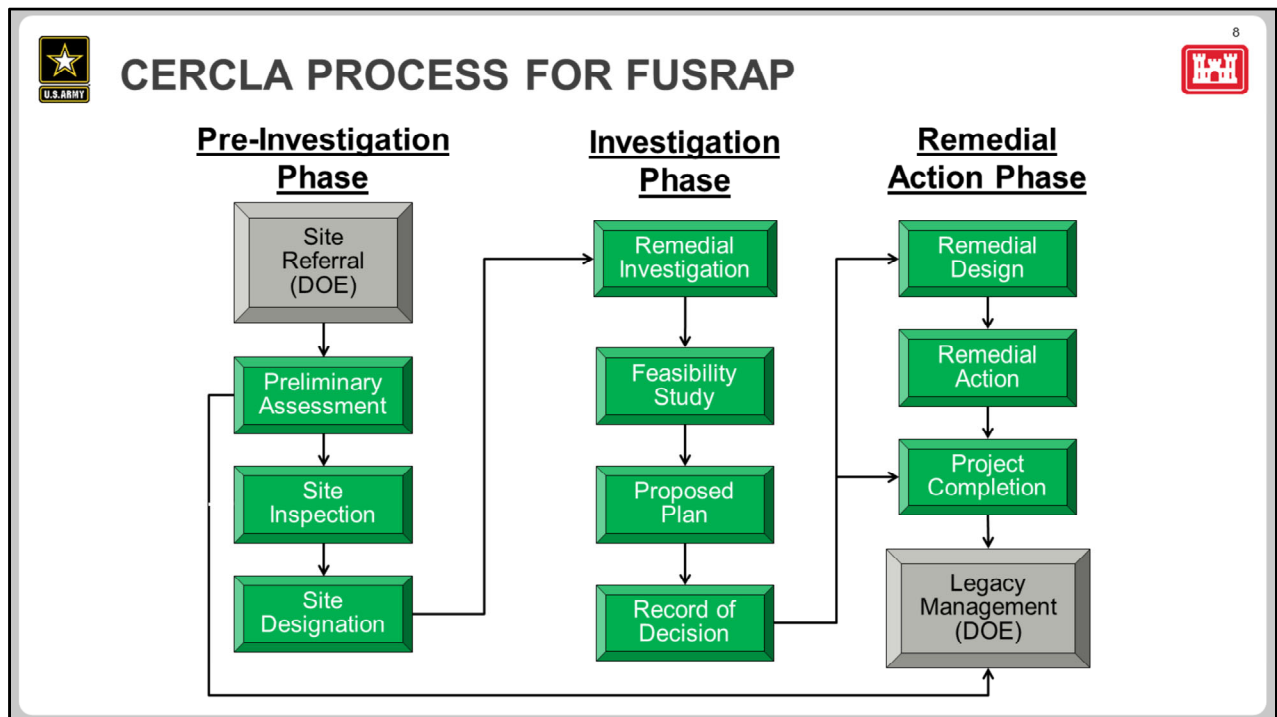 8
U.S.ARMY
CERCLA PROCESS FOR FUSRAP
Pre-Investigation
Phase
Site
Referral
(DOE)
Preliminary
Assessment
Site
Inspection
Site
Designation
Investigation
Phase
Remedial
Investigation
Feasibility
Study
Proposed
Plan
Record of
Decision
Remedial
Action Phase
Remedial
Design
Remedial
Action
Project
Completion
Legacy
Management
(DOE)